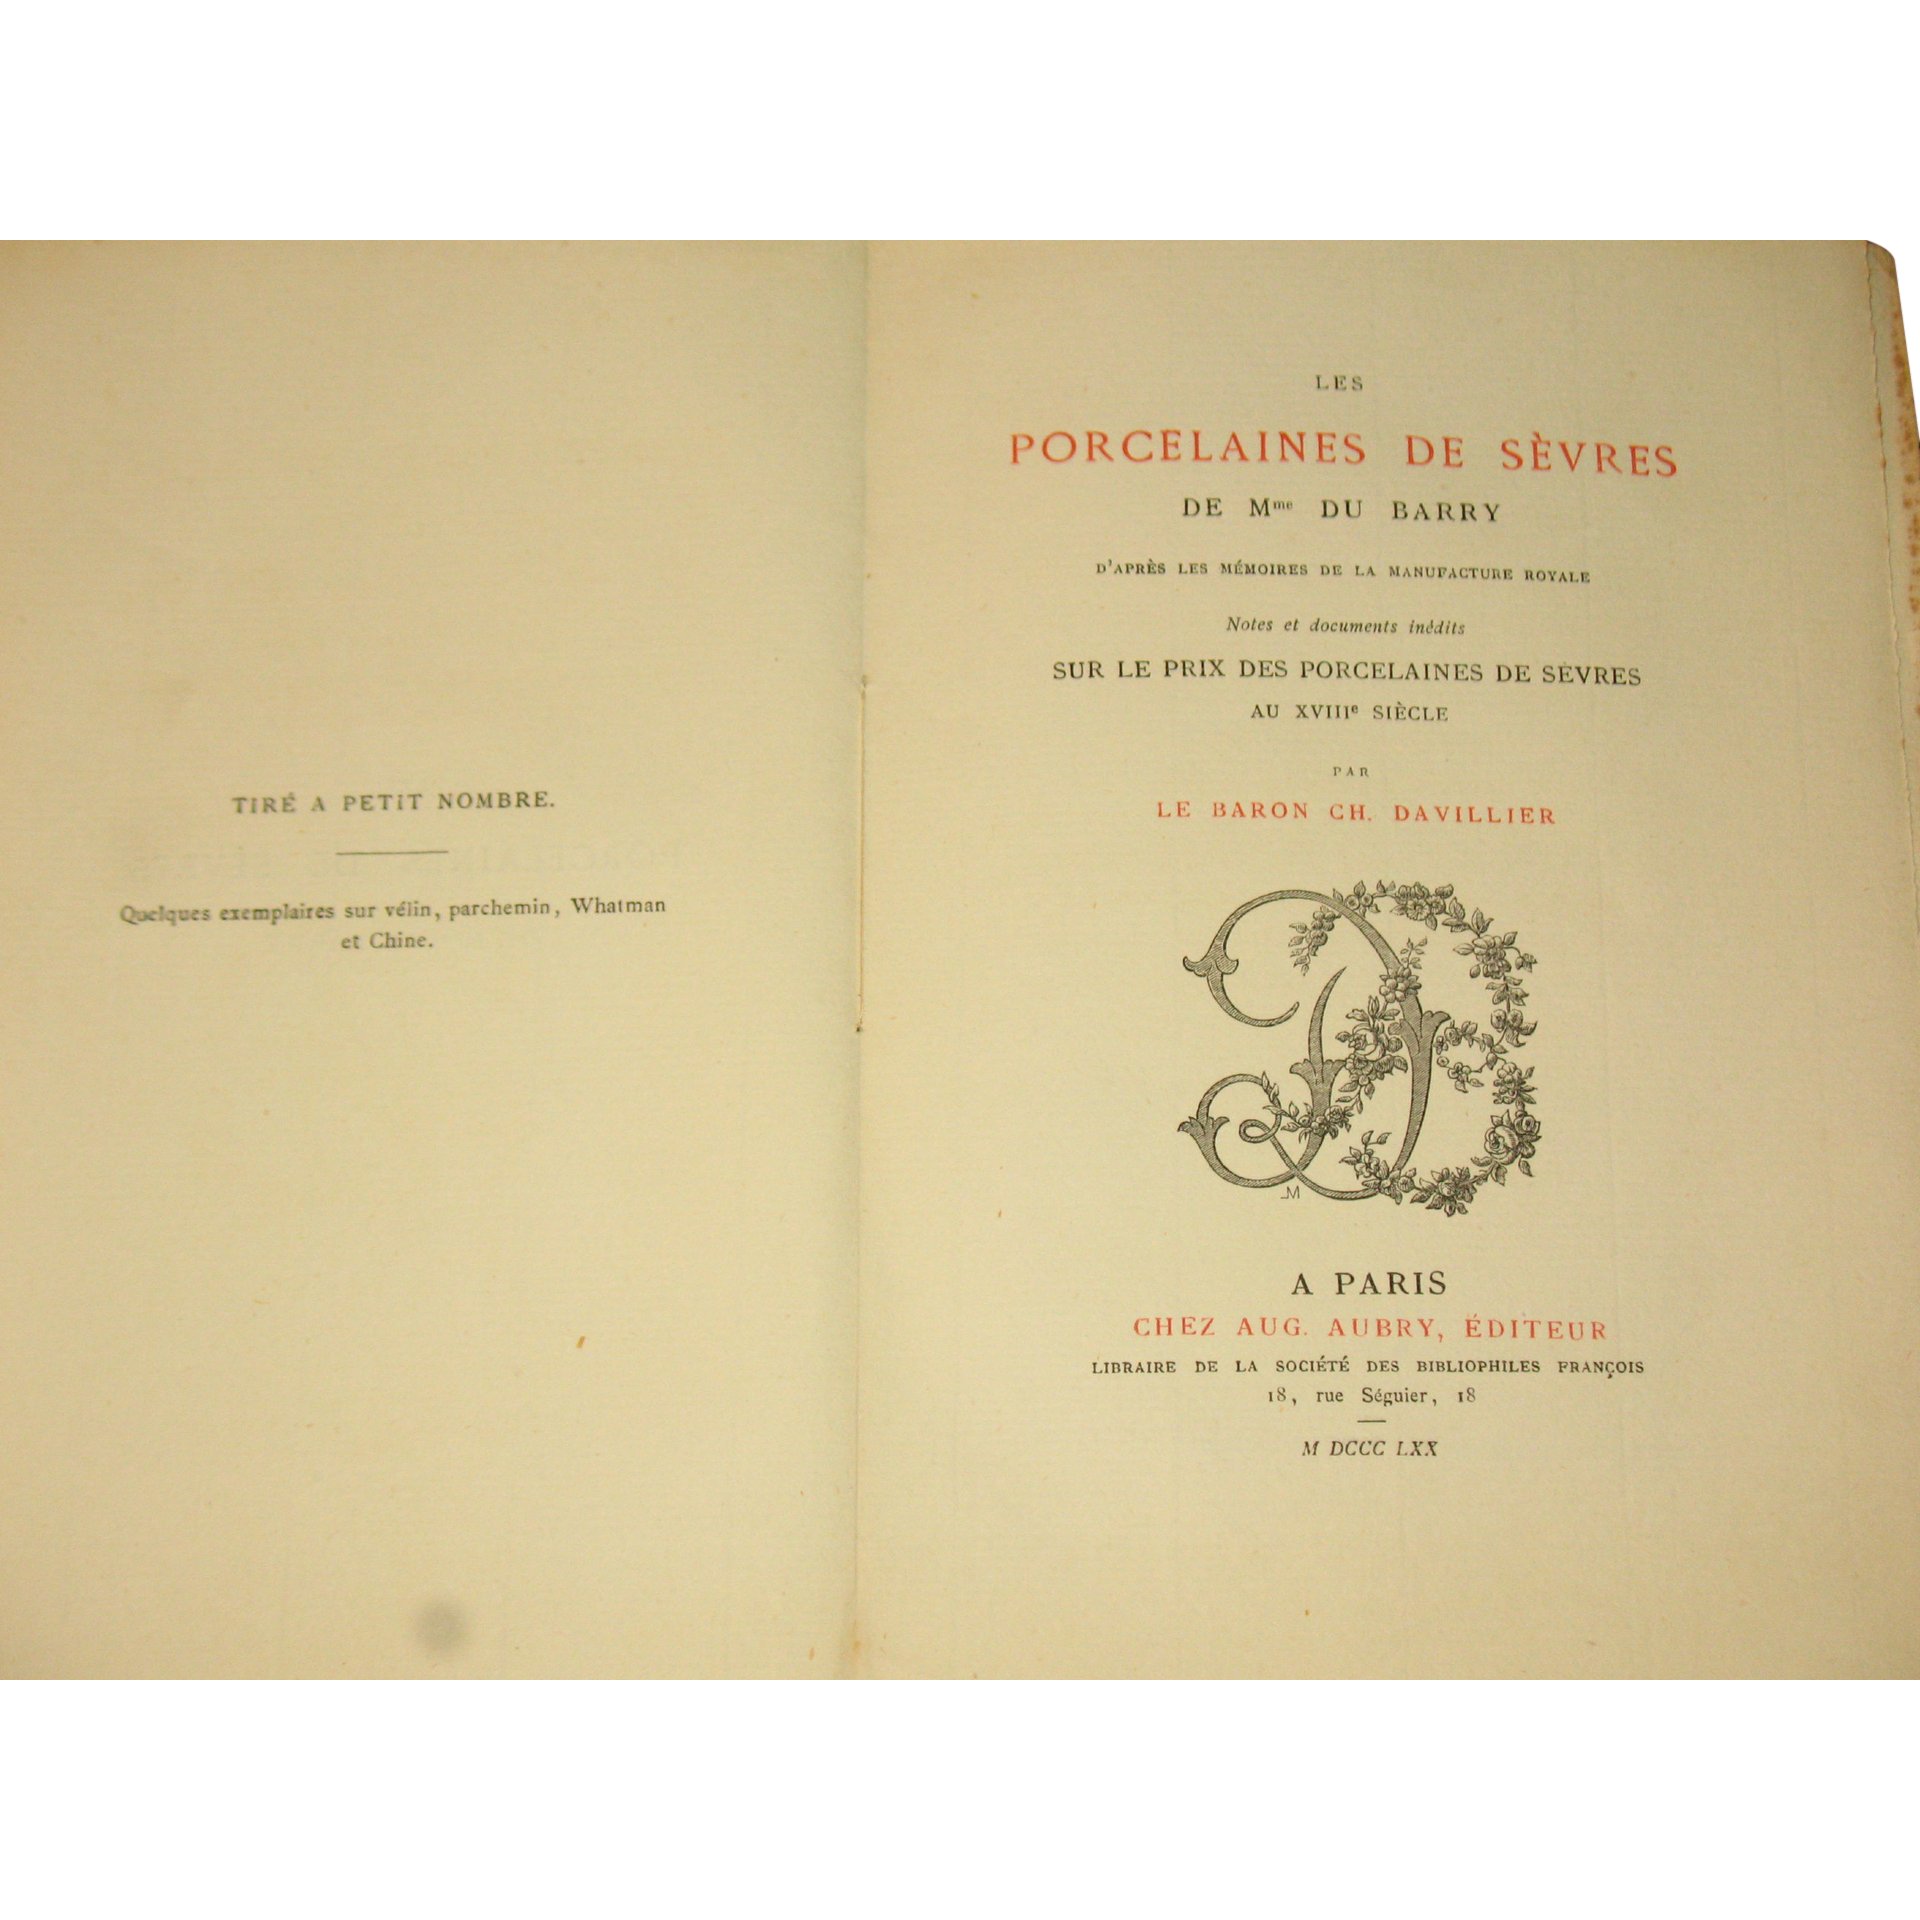 TIRÉ A PETIT NOMBRE.
Quelques exemplaires sur vélin, parchemin, Whatman
et Chine.
LES
PORCELAINES DE SÈVRES
DE Mme DU BARRY
D'APRÈS LES MÉMOIRES DE LA MANUFACTURE ROYALE
Notes et documents inédits
SUR LE PRIX DES PORCELAINES DE SÈVRES
AU XVIIIe SIÈCLE
PAR
LE BARON CH. DAVILLIER
M
A PARIS
CHEZ AUG. AUBRY, ÉDITEUR
LIBRAIRE DE LA SOCIÉTÉ DES BIBLIOPHILES FRANÇOIS
18, rue Séguier, 18
M DCCC LXX